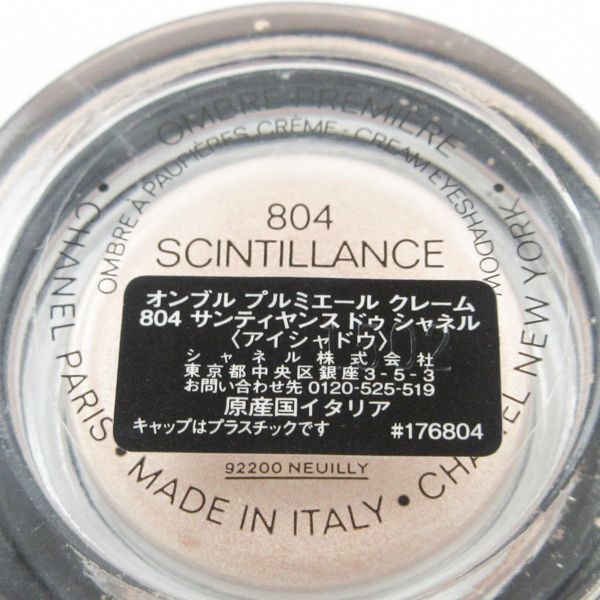 OMBRE PREMIÈRE
OMBRE À PAUPIÈRES CRÈME · CREAM EYESHADOW
804
SCINTILLANCE
オンブル プルミエール クレーム
804 サンティヤンス ドゥ シャネル
〈アイシャドウ〉
シャネル株式会社
東京都中央区銀座3-5-3
お問い合わせ先 0120-525-519
原産国イタリア
キャップはプラスチックです #176804
92200 NEUILLY
• CHANEL PARIS • MADE IN ITALY • CHANEL NEW YORK •